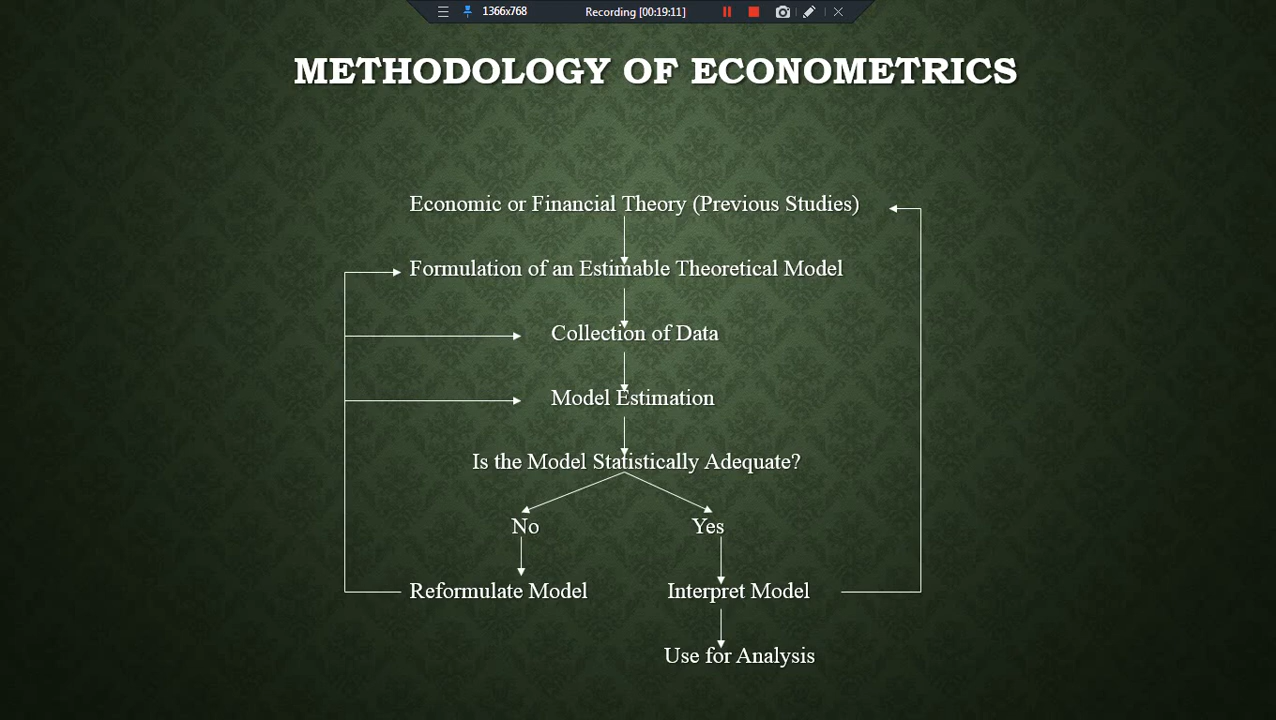 1366x768 Recording [00:19:11]
METHODOLOGY OF ECONOMETRICS
Economic or Financial Theory (Previous Studies)
Formulation of an Estimable Theoretical Model
Collection of Data
Model Estimation
Is the Model Statistically Adequate?
No Yes
Reformulate Model Interpret Model
Use for Analysis